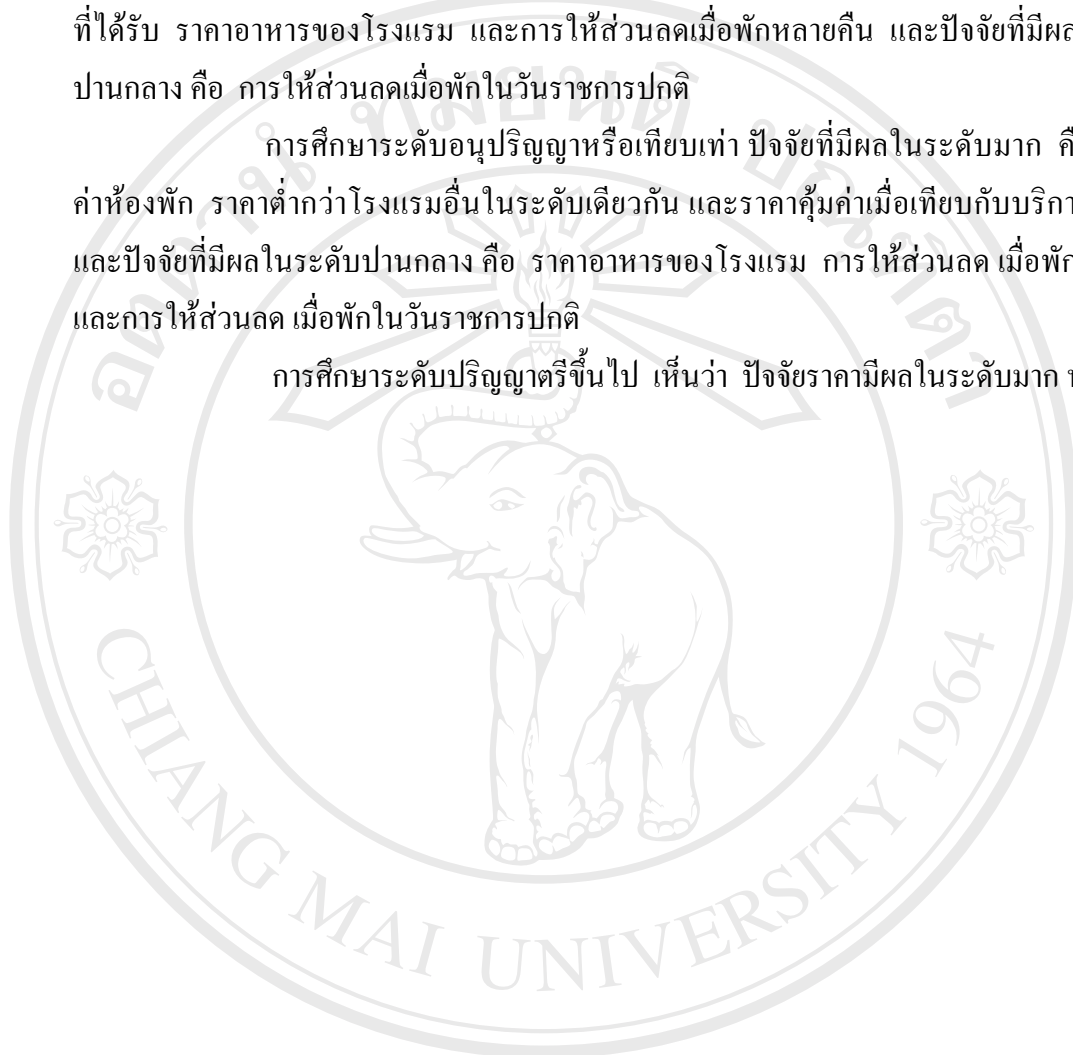 ที่ได้รับ ราคาอาหารของโรงแรม และการให้ส่วนลดเมื่อพักหลายคืน และปัจจัยที่มีผล
ปานกลาง คือ การให้ส่วนลดเมื่อพักในวันราชการปกติ
การศึกษาระดับอนุปริญญาหรือเทียบเท่า ปัจจัยที่มีผลในระดับมาก
ค่าห้องพัก ราคาต่ำกว่าโรงแรมอื่นในระดับเดียวกัน และราคาคุ้มค่าเมื่อเทียบกับ
และปัจจัยที่มีผลในระดับปานกลาง คือ ราคาอาหารของโรงแรม การให้ส่วนลด เมื่อพัก
และการให้ส่วนลด เมื่อพักในวันราชการปกติ
การศึกษาระดับปริญญาตรีขึ้นไป เห็นว่า ปัจจัยราคามีผลในระดับมาก
อตฺตานํ ทมยนฺติ ปณฺฑิตา
CHIANG MAI UNIVERSITY 1964